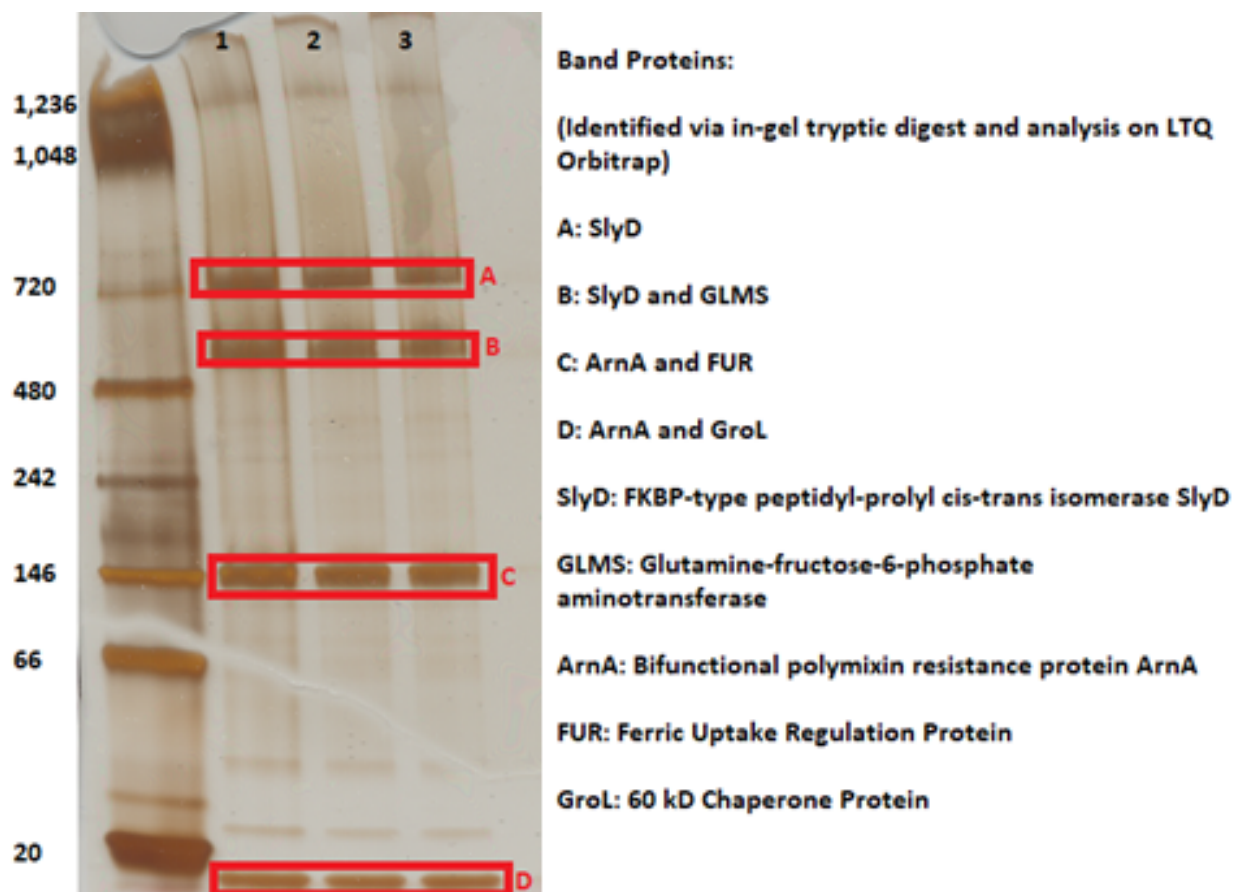 1 2 3
1,236
1,048
720
480
242
146
66
20
A
B
C
D
Band Proteins:
(Identified via in-gel tryptic digest and analysis on LTQ
Orbitrap)
A: SlyD
B: SlyD and GLMS
C: ArnA and FUR
D: ArnA and GroL
SlyD: FKBP-type peptidyl-prolyl cis-trans isomerase SlyD
GLMS: Glutamine-fructose-6-phosphate
aminotransferase
ArnA: Bifunctional polymixin resistance protein ArnA
FUR: Ferric Uptake Regulation Protein
GroL: 60 kD Chaperone Protein